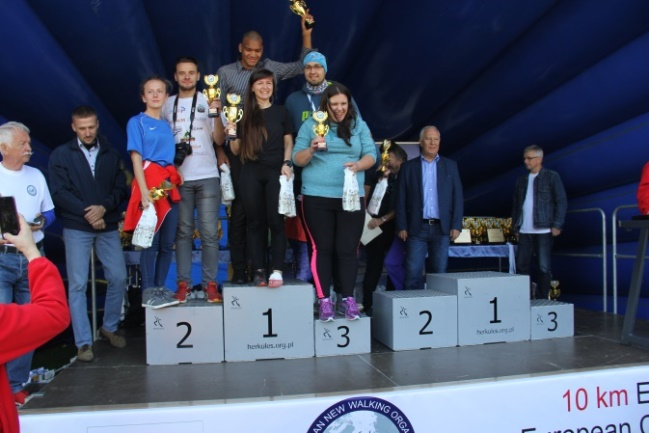 2
1
herkules.org.pl
3
2
1
herkules.org.pl
3
AN NEW WALKING ORGA
10 km E
European C